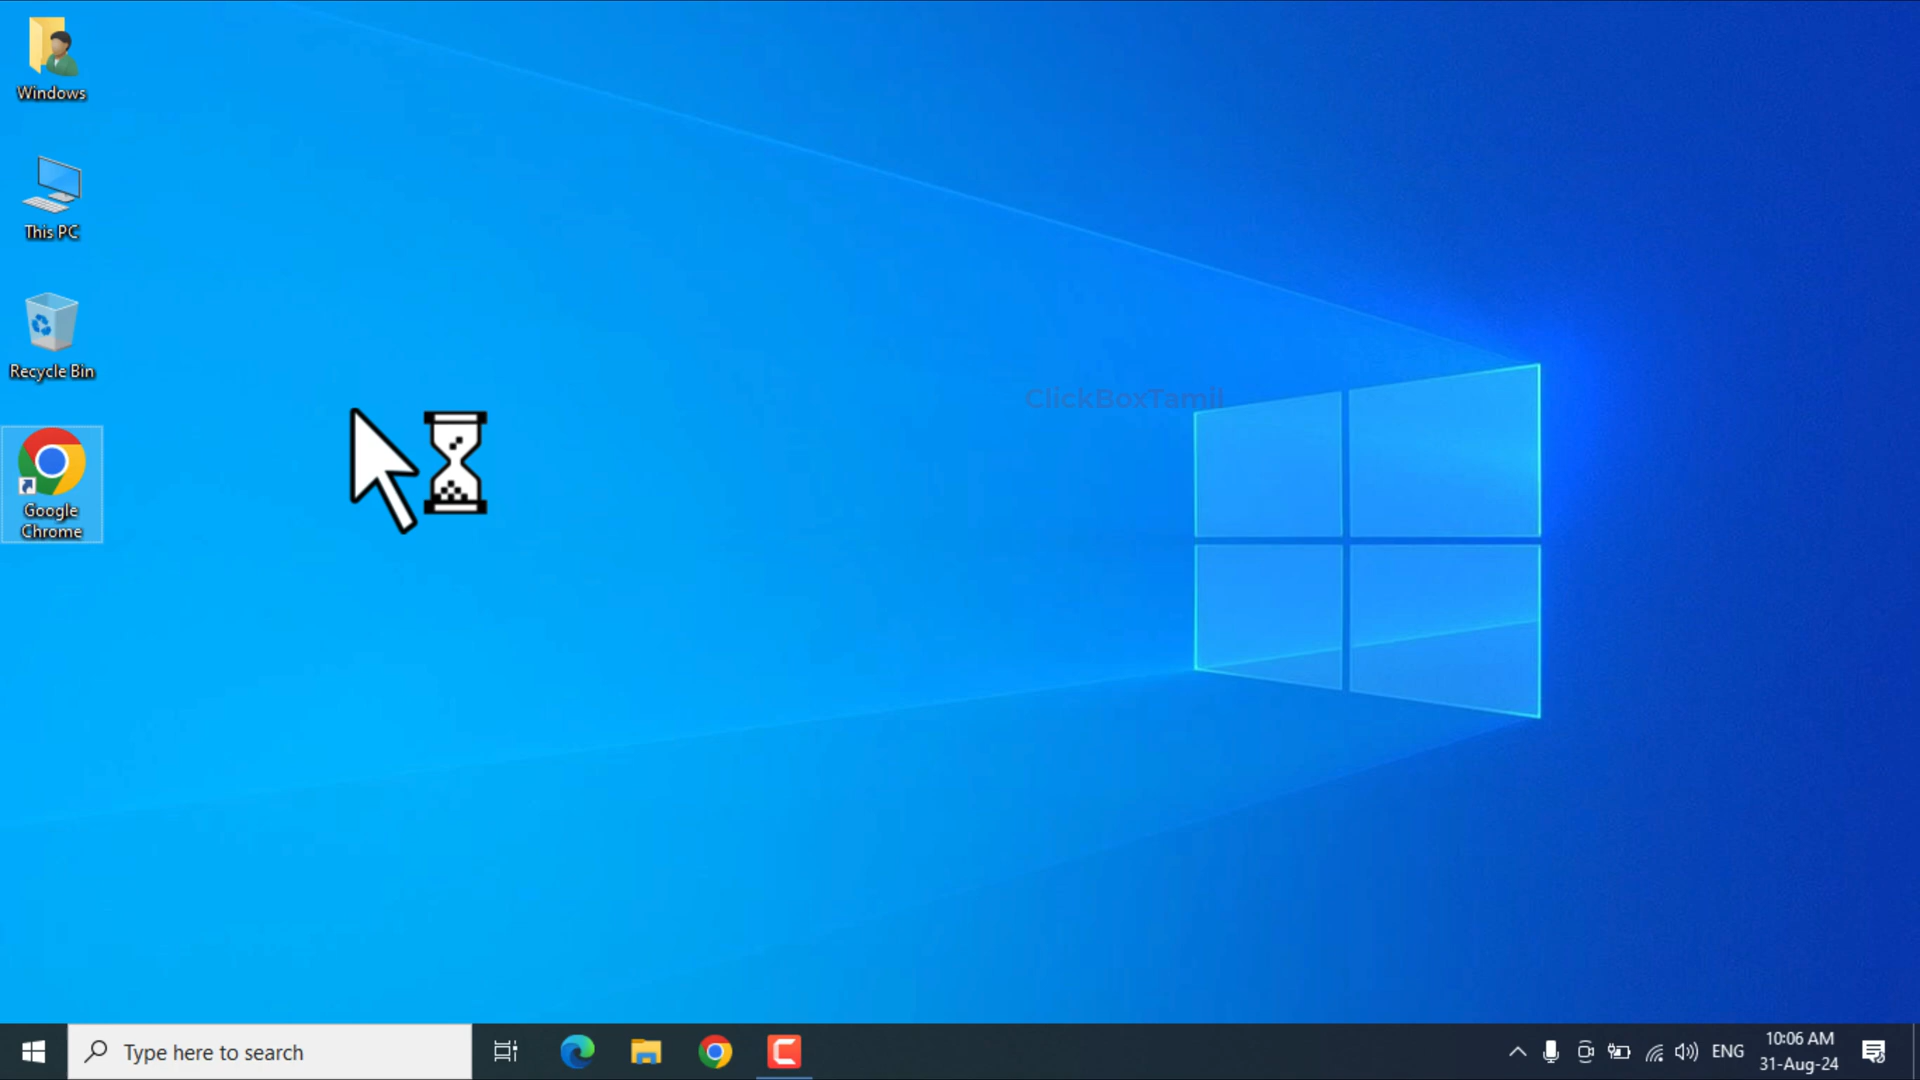 Windows
This PC
Recycle Bin
Google
Chrome
ClickBoxTamil
Type here to search
ENG
10:06 AM
31-Aug-24